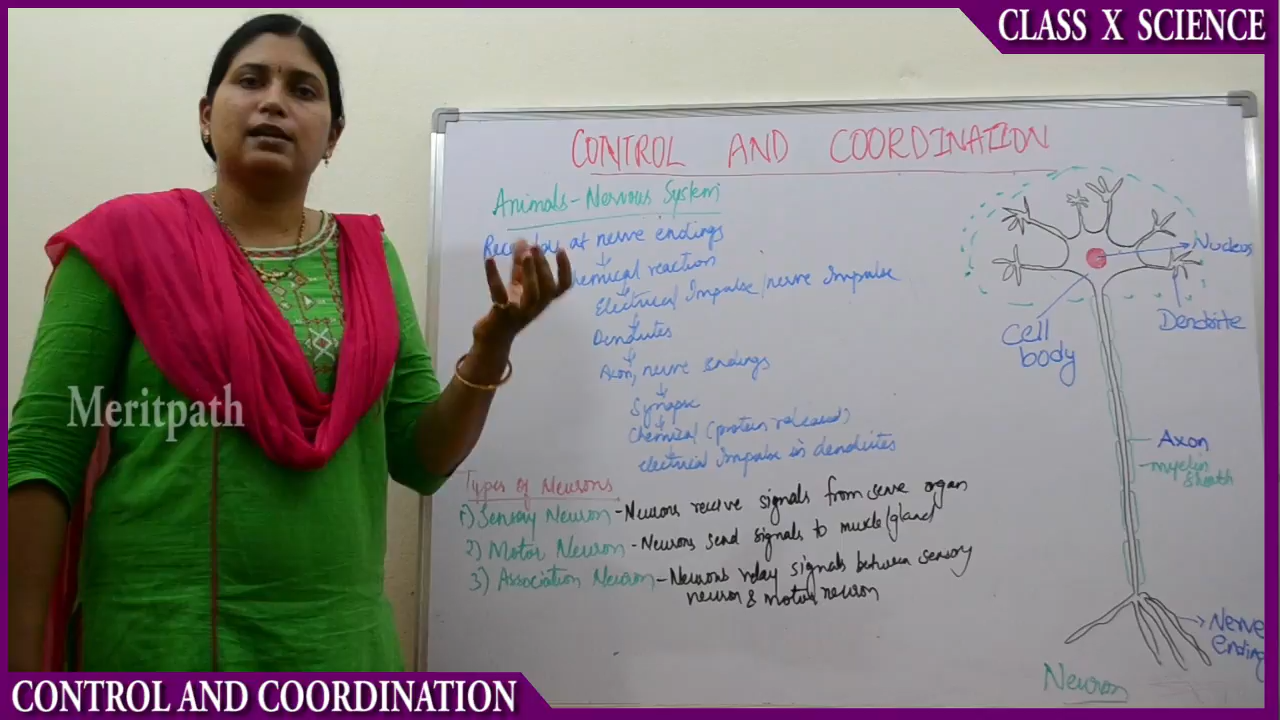 CLASS X SCIENCE
CONTROL AND COORDINATION
Animals-Nervous System
at nerve endings
chemical reaction
Electrical Impulse/nerve Impulse
Dendrites
Axon, nerve endings
Synapse
Chemical (protein released)
electrical impulse in dendrites
Types of Neurons
1) Sensory Neuron - Neurons receive signals from sense organ
2) Motor Neuron - Neurons send signals to muscle/gland
3) Association Neuron - Neurons relay signals between sensory
neuron & motor neuron
Nucleus
Dendrite
Cell
body
Axon
myelin
sheath
Nerve
ending
Neuron
Meritpath
CONTROL AND COORDINATION